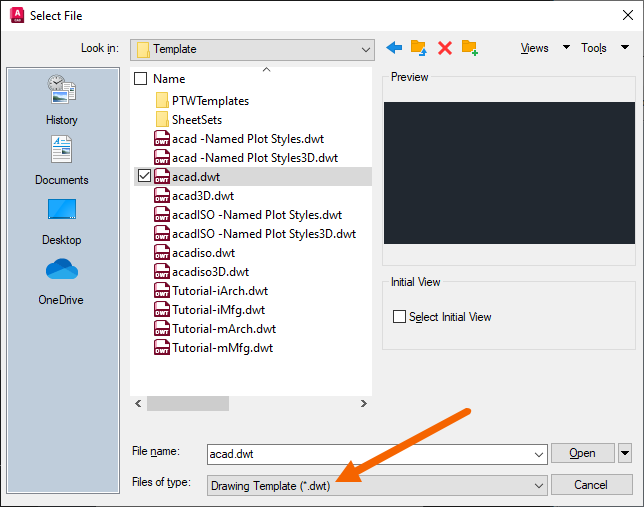 Select File
Look in: Template Views Tools
Name
PTWTemplates
SheetSets
acad -Named Plot Styles.dwt
acad -Named Plot Styles3D.dwt
acad.dwt
acad3D.dwt
acadISO -Named Plot Styles.dwt
acadISO -Named Plot Styles3D.dwt
acadiso.dwt
acadiso3D.dwt
Tutorial-iArch.dwt
Tutorial-iMfg.dwt
Tutorial-mArch.dwt
Tutorial-mMfg.dwt
History
Documents
Desktop
OneDrive
Preview
Initial View
Select Initial View
File name: acad.dwt Open
Files of type: Drawing Template (*.dwt) Cancel